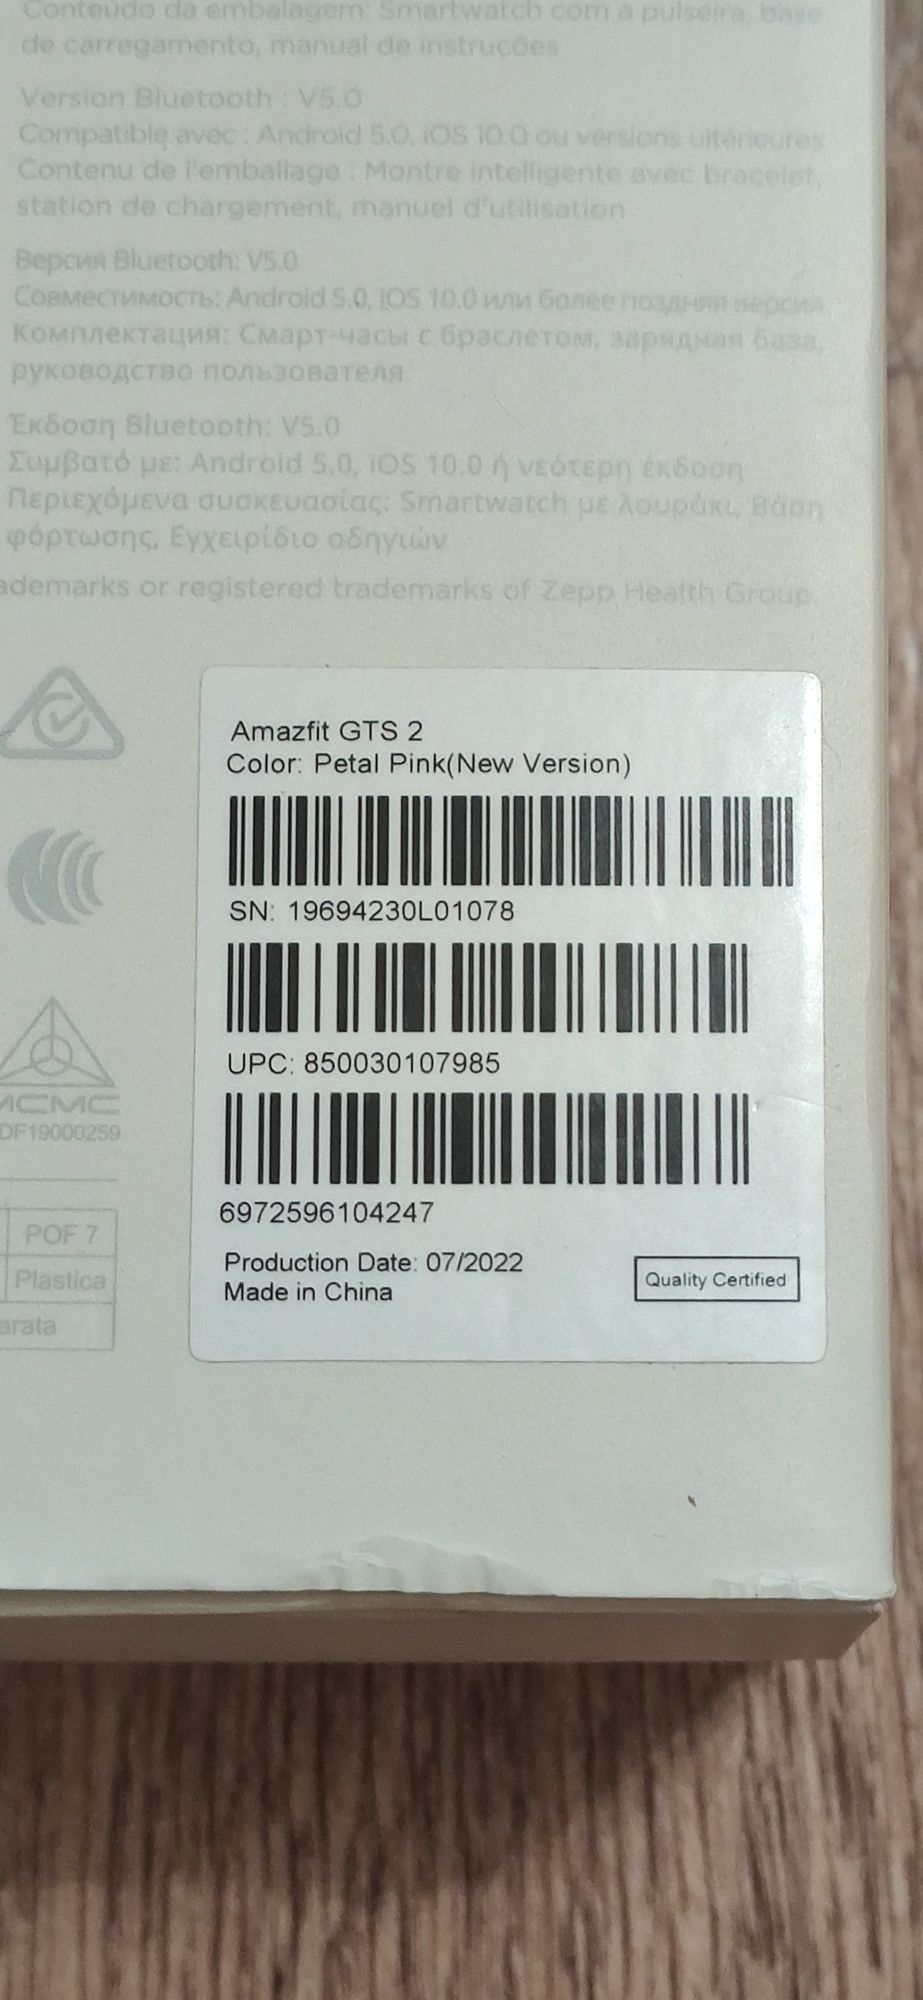 Conteúdo da embalagem: Smartwatch com a pulseira, base
de carregamento, manual de instruções
Version Bluetooth : V5.0
Compatible avec : Android 5.0, iOS 10.0 ou versions ultérieures
Contenu de l'emballage : Montre intelligente avec bracelet,
station de chargement, manuel d'utilisation
Версия Bluetooth: V5.0
Совместимость: Android 5.0, iOS 10.0 или более поздняя версия
Комплектация: Смарт-часы с браслетом, зарядная база,
руководство пользователя
Έκδοση Bluetooth: V5.0
Συμβατό με: Android 5.0, iOS 10.0 ή νεότερη έκδοση
Περιεχόμενα συσκευασίας: Smartwatch με λουράκι, Βάση
φόρτωσης, Εγχειρίδιο οδηγιών
ademarks or registered trademarks of Zepp Health Group.
Amazfit GTS 2
Color: Petal Pink(New Version)
SN: 19694230L01078
UPC: 850030107985
6972596104247
Production Date: 07/2022
Made in China
Quality Certified
MCMC
DF19000259
POF 7
Plastica
arata